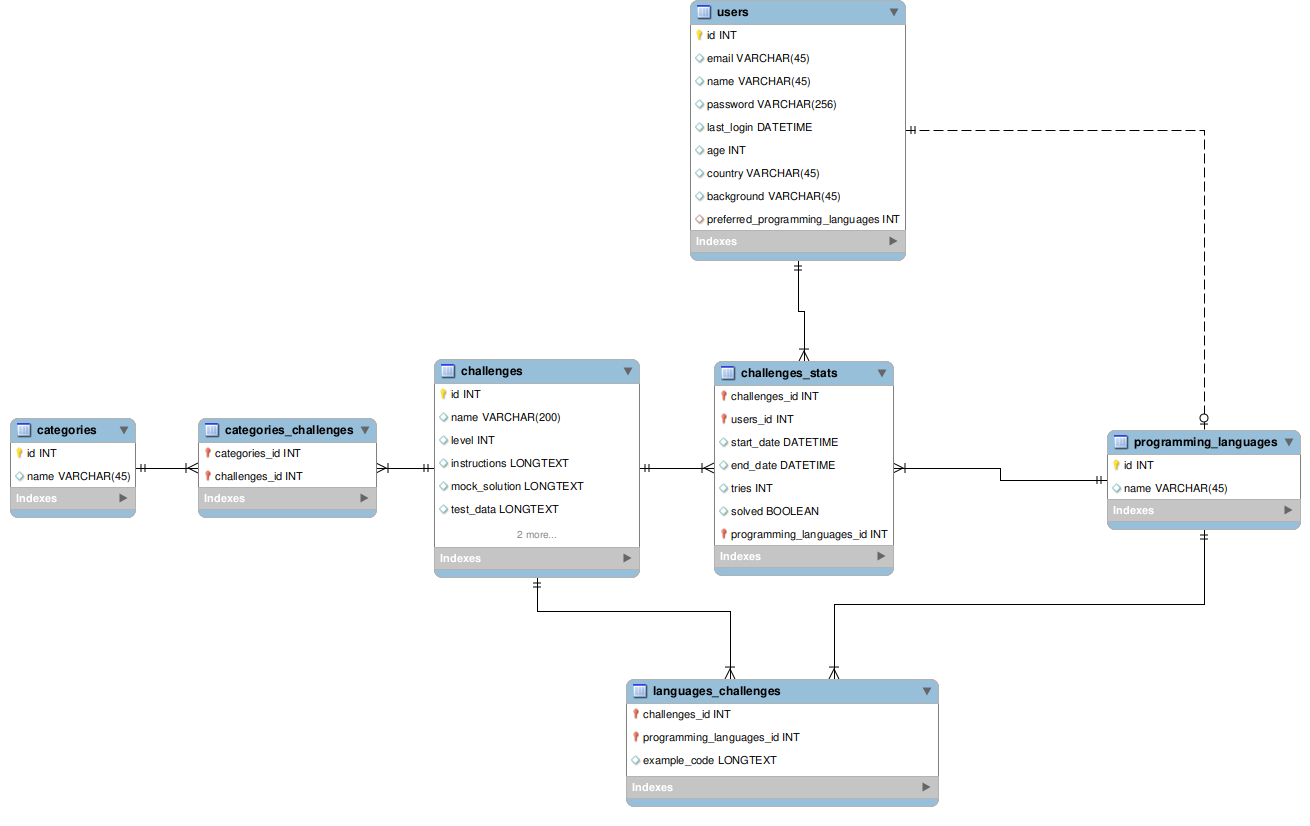 users
id INT
email VARCHAR(45)
name VARCHAR(45)
password VARCHAR(256)
last_login DATETIME
age INT
country VARCHAR(45)
background VARCHAR(45)
preferred_programming_languages INT
Indexes
categories
id INT
name VARCHAR(45)
Indexes
categories_challenges
categories_id INT
challenges_id INT
Indexes
challenges
id INT
name VARCHAR(200)
level INT
instructions LONGTEXT
mock_solution LONGTEXT
test_data LONGTEXT
2 more...
Indexes
challenges_stats
challenges_id INT
users_id INT
start_date DATETIME
end_date DATETIME
tries INT
solved BOOLEAN
programming_languages_id INT
Indexes
programming_languages
id INT
name VARCHAR(45)
Indexes
languages_challenges
challenges_id INT
programming_languages_id INT
example_code LONGTEXT
Indexes